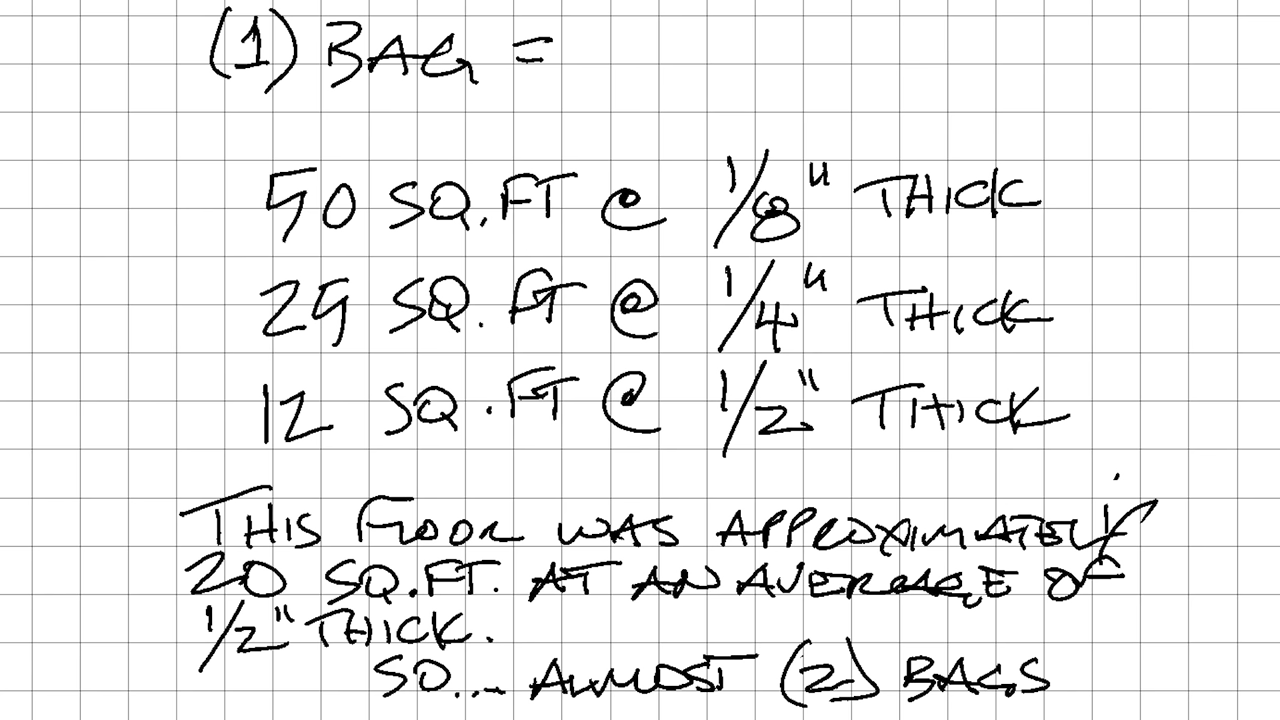 (1) BAG =
50 SQ.FT @ 1/8" THICK
25 SQ.FT @ 1/4" THICK
12 SQ.FT @ 1/2" THICK
THIS FLOOR WAS APPROXIMATELY
20 SQ.FT. AT AN AVERAGE OF
1/2" THICK.
SO... ALMOST (2) BAGS